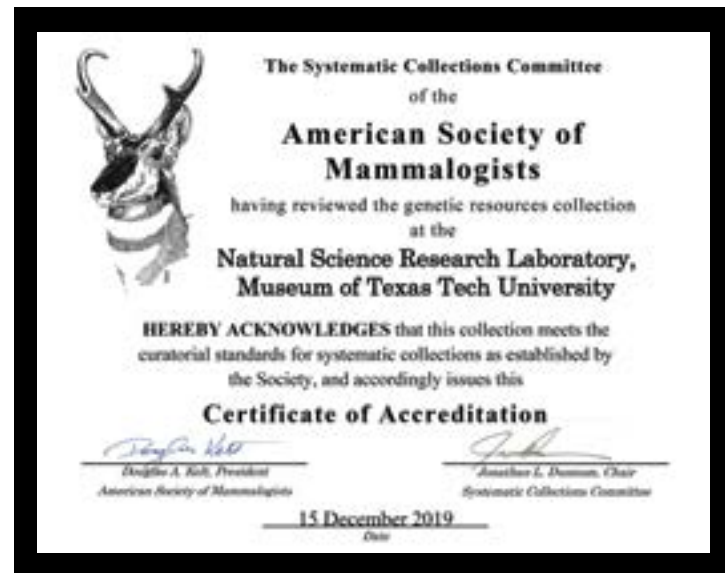 The Systematic Collections Committee
of the
American Society of
Mammalogists
having reviewed the genetic resources collection
at the
Natural Science Research Laboratory,
Museum of Texas Tech University
HEREBY ACKNOWLEDGES that this collection meets the
curatorial standards for systematic collections as established by
the Society, and accordingly issues this
Certificate of Accreditation
Douglas A. Kelt, President
Jonathan L. Dunnum, Chair
American Society of Mammalogists
Systematic Collections Committee
15 December 2019
Date